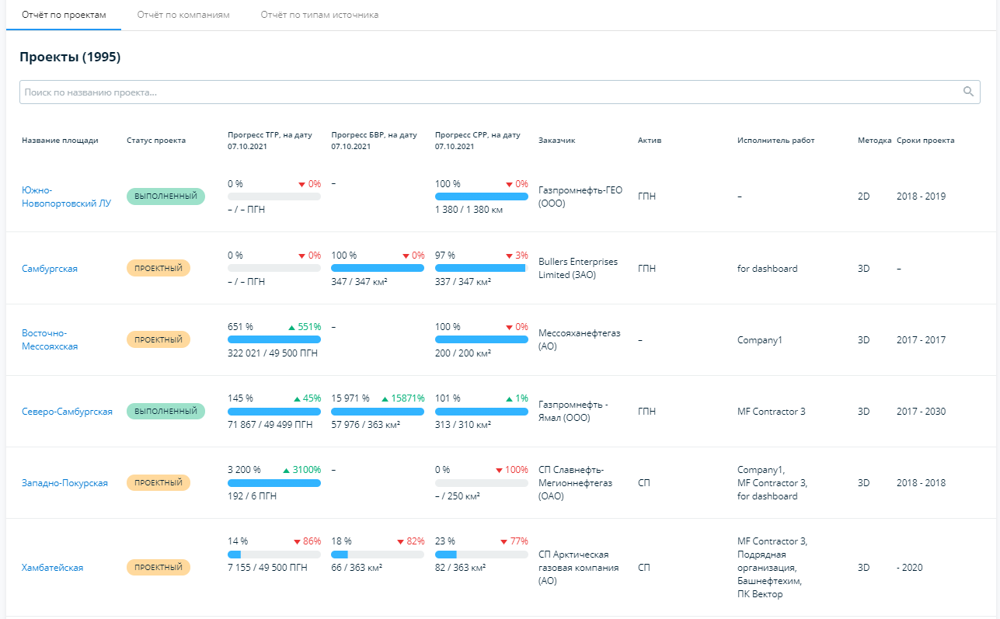 Отчёт по проектам Отчёт по компаниям Отчёт по типам источника
Проекты (1995)
Поиск по названию проекта...
Название площади
Статус проекта
Прогресс ТГР, на дату
07.10.2021
Прогресс БВР, на дату
07.10.2021
Прогресс СРР, на дату
07.10.2021
Заказчик
Актив
Исполнитель работ
Методка
Сроки проекта
Южно-
Новопортовский ЛУ
ВЫПОЛНЕННЫЙ
0 % ▼ 0%
– / – ПГН
–
100 % ▼ 0%
1 380 / 1 380 км
Газпромнефть-ГЕО
(ООО)
ГПН
–
2D
2018 - 2019
Самбургская
ПРОЕКТНЫЙ
0 % ▼ 0%
– / – ПГН
100 % ▼ 0%
347 / 347 км²
97 % ▼ 3%
337 / 347 км²
Bullers Enterprises
Limited (ЗАО)
ГПН
for dashboard
3D
–
Восточно-
Мессояхская
ПРОЕКТНЫЙ
651 % ▲ 551%
322 021 / 49 500 ПГН
–
100 % ▼ 0%
200 / 200 км²
Мессояханефтегаз
(АО)
–
Company1
3D
2017 - 2017
Северо-Самбургская
ВЫПОЛНЕННЫЙ
145 % ▲ 45%
71 867 / 49 499 ПГН
15 971 % ▲ 15871%
57 976 / 363 км²
101 % ▲ 1%
313 / 310 км²
Газпромнефть -
Ямал (ООО)
ГПН
MF Contractor 3
3D
2017 - 2030
Западно-Покурская
ПРОЕКТНЫЙ
3 200 % ▲ 3100%
192 / 6 ПГН
–
0 % ▼ 100%
– / 250 км²
СП Славнефть-
Мегионнефтегаз
(ОАО)
СП
Company1,
MF Contractor 3,
for dashboard
3D
2018 - 2018
Хамбатейская
ПРОЕКТНЫЙ
14 % ▼ 86%
7 155 / 49 500 ПГН
18 % ▼ 82%
66 / 363 км²
23 % ▼ 77%
82 / 363 км²
СП Арктическая
газовая компания
(АО)
СП
MF Contractor 3,
Подрядная
организация,
Башнефтехим,
ПК Вектор
3D
- 2020